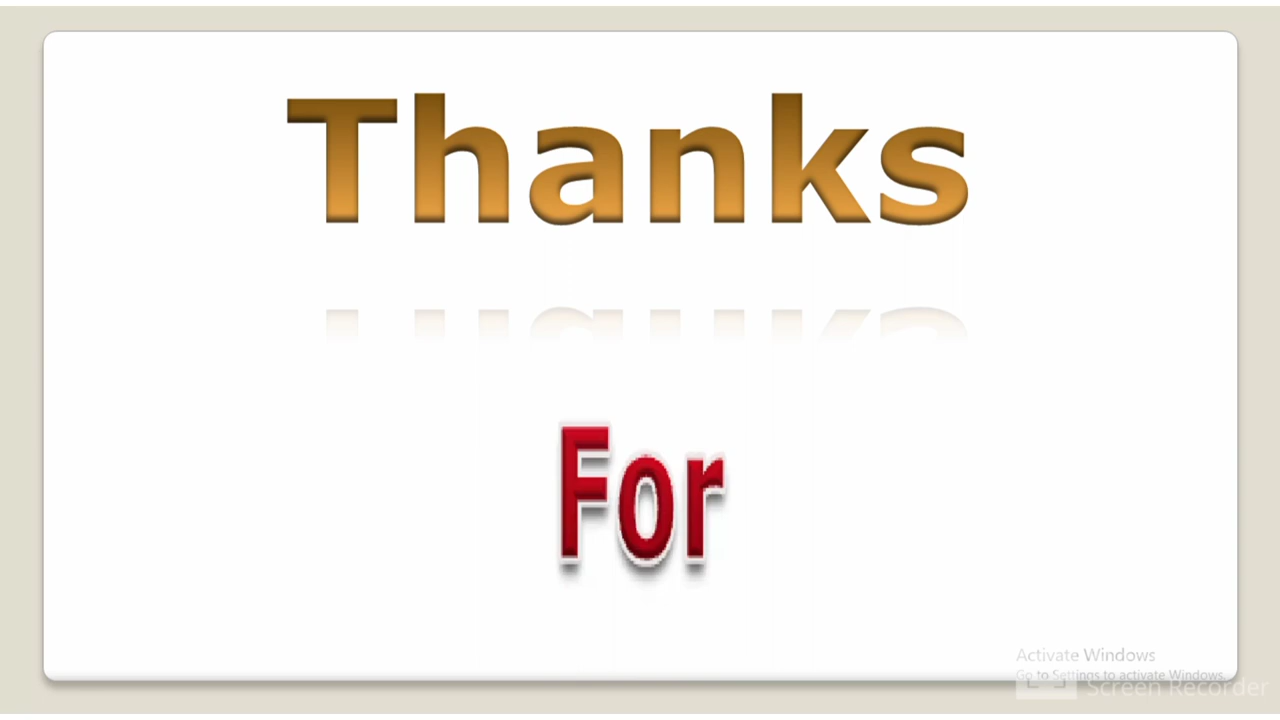 Thanks
For
Activate Windows
Go to Settings to activate Windows.
Screen Recorder